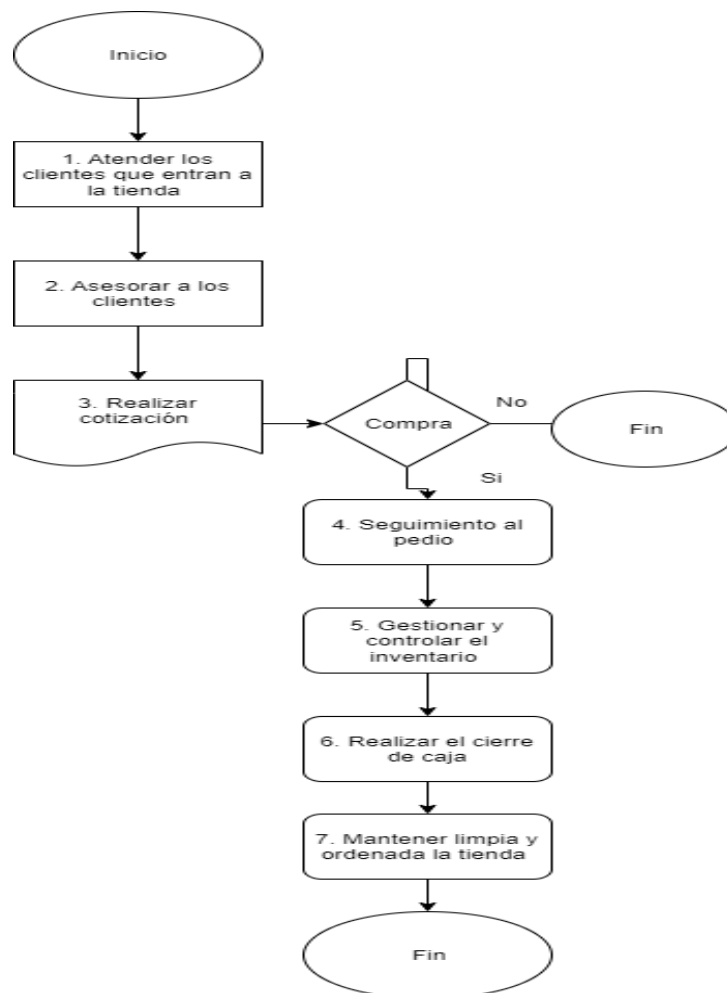 Inicio
1. Atender los
clientes que entran a
la tienda
2. Asesorar a los
clientes
3. Realizar
cotización
Compra
No
Fin
Si
4. Seguimiento al
pedio
5. Gestionar y
controlar el
inventario
6. Realizar el cierre
de caja
7. Mantener limpia y
ordenada la tienda
Fin